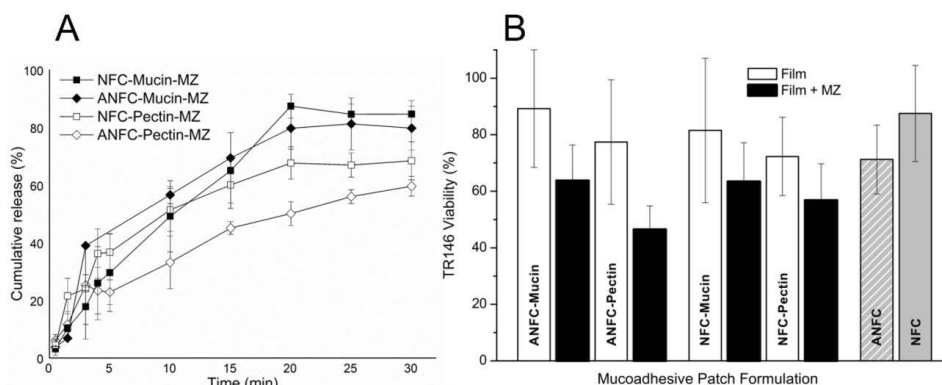 A
B
Cumulative release (%)
100
80
60
40
20
0
NFC-Mucin-MZ
ANFC-Mucin-MZ
NFC-Pectin-MZ
ANFC-Pectin-MZ
0
5
10
15
20
25
30
Time (min)
TR146 Viability (%)
100
80
60
40
20
0
Film
Film + MZ
ANFC-Mucin
ANFC-Pectin
NFC-Mucin
NFC-Pectin
ANFC
NFC
Mucoadhesive Patch Formulation